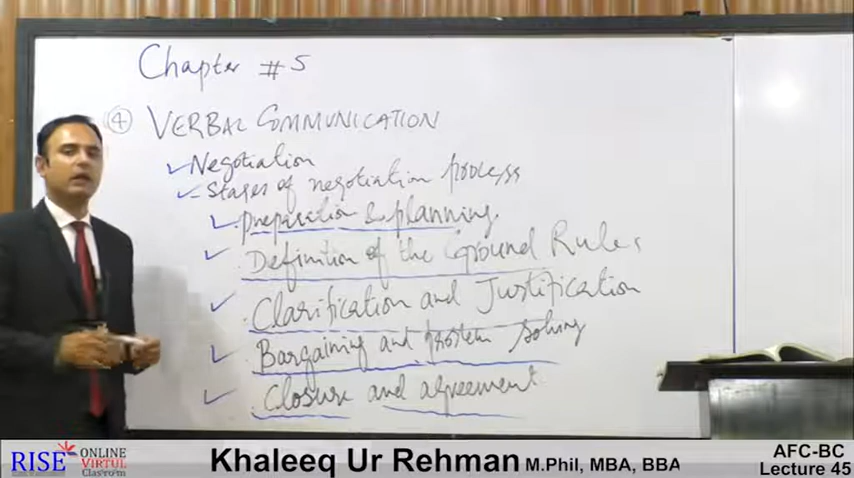 Chapter #5
④ VERBAL COMMUNICATION
✓ Negotiation
✓ - Stages of negotiation process
✓ . Preparation & planning.
✓ Definition of the Ground Rules
✓ . Clarification and Justification
✓ Bargaining and problem Solving
✓ . Closure and agreement
RISE ONLINE VIRTUL Classroom
Khaleeq Ur Rehman M.Phil, MBA, BBA
AFC-BC
Lecture 45